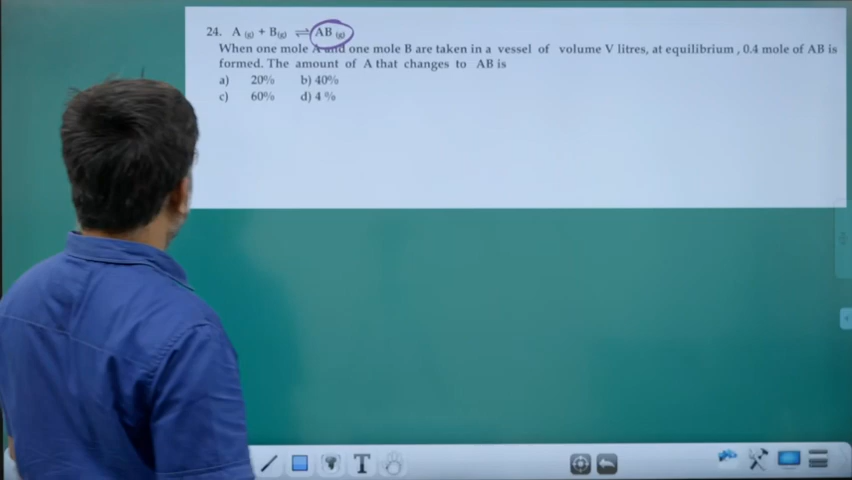 24. A (g) + B(g) ⇌ AB (g)
When one mole A and one mole B are taken in a vessel of volume V litres, at equilibrium , 0.4 mole of AB is
formed. The amount of A that changes to AB is
a) 20% b) 40%
c) 60% d) 4 %
T